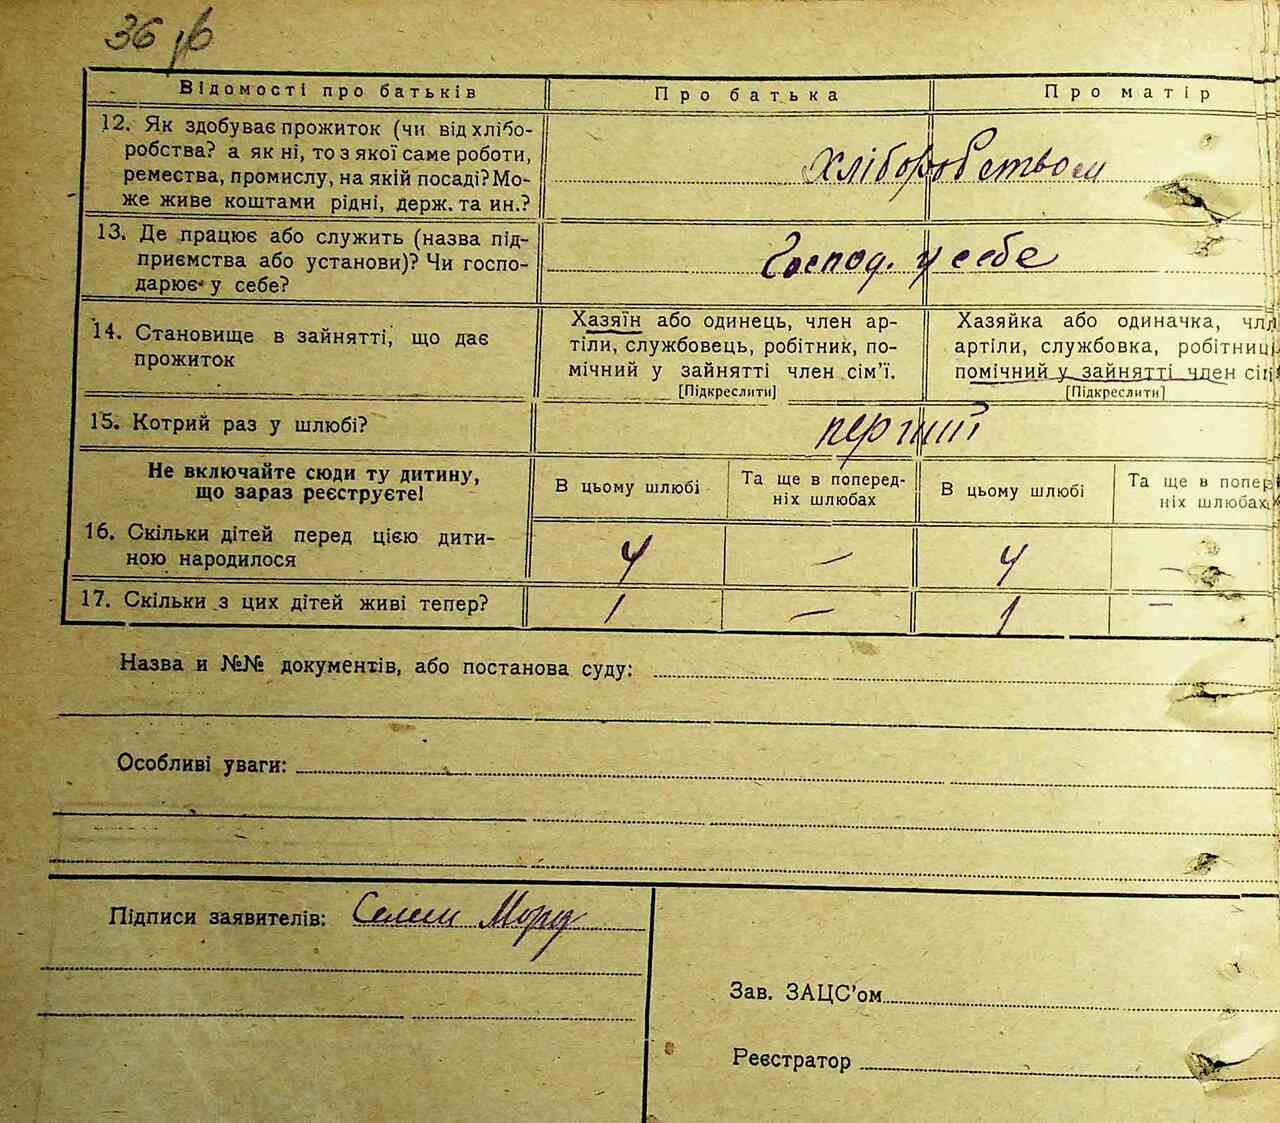 36
Відомості про батьків
Про батька
Про матір
12. Як здобуває прожиток (чи від хлібо-
робства? а як ні, то з якої саме роботи,
ремества, промислу, на якій посаді? Мо-
же живе коштами рідні, держ. та ин.?
Хліборобством
13. Де працює або служить (назва під-
приємства або установи)? Чи госпо-
дарює у себе?
Господ. у себе
14. Становище в зайнятті, що дає
прожиток
Хазяїн або одинець, член ар-
тіли, службовець, робітник, по-
мічний у зайнятті член сім'ї.
[Підкреслити]
Хазяйка або одиначка, чл
артіли, службовка, робітниц
помічний у зайнятті член сім
[Підкреслити]
15. Котрий раз у шлюбі?
перший
Не включайте сюди ту дитину,
що зараз реєструєте!
В цьому шлюбі
Та ще в поперед-
ніх шлюбах
В цьому шлюбі
Та ще в попер
ніх шлюбах
16. Скільки дітей перед цією дити-
ною народилося
4
—
4
17. Скільки з цих дітей живі тепер?
1
—
1
—
Назва и №№ документів, або постанова суду:
Особливі уваги:
Підписи заявителів:
Зав. ЗАЦС'ом
Реєстратор